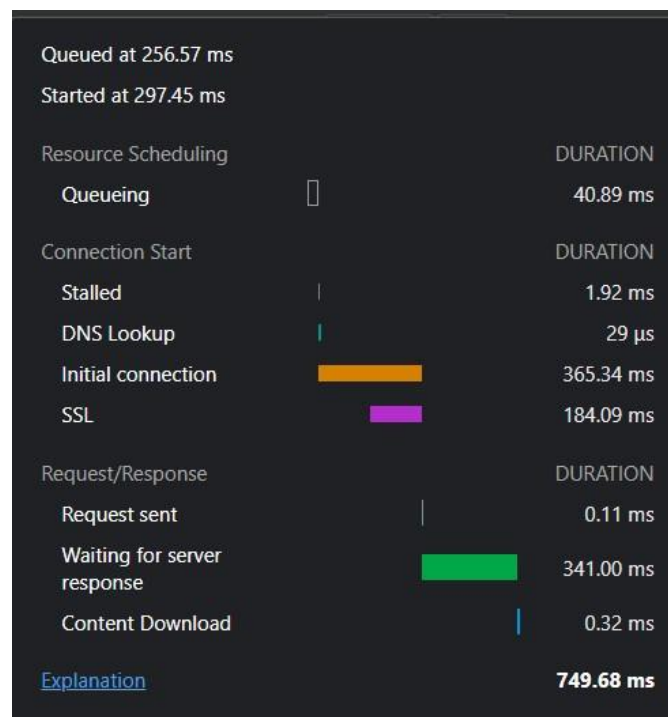 Queued at 256.57 ms
Started at 297.45 ms
Resource Scheduling DURATION
Queueing 40.89 ms
Connection Start DURATION
Stalled 1.92 ms
DNS Lookup 29 μs
Initial connection 365.34 ms
SSL 184.09 ms
Request/Response DURATION
Request sent 0.11 ms
Waiting for server
response 341.00 ms
Content Download 0.32 ms
Explanation 749.68 ms